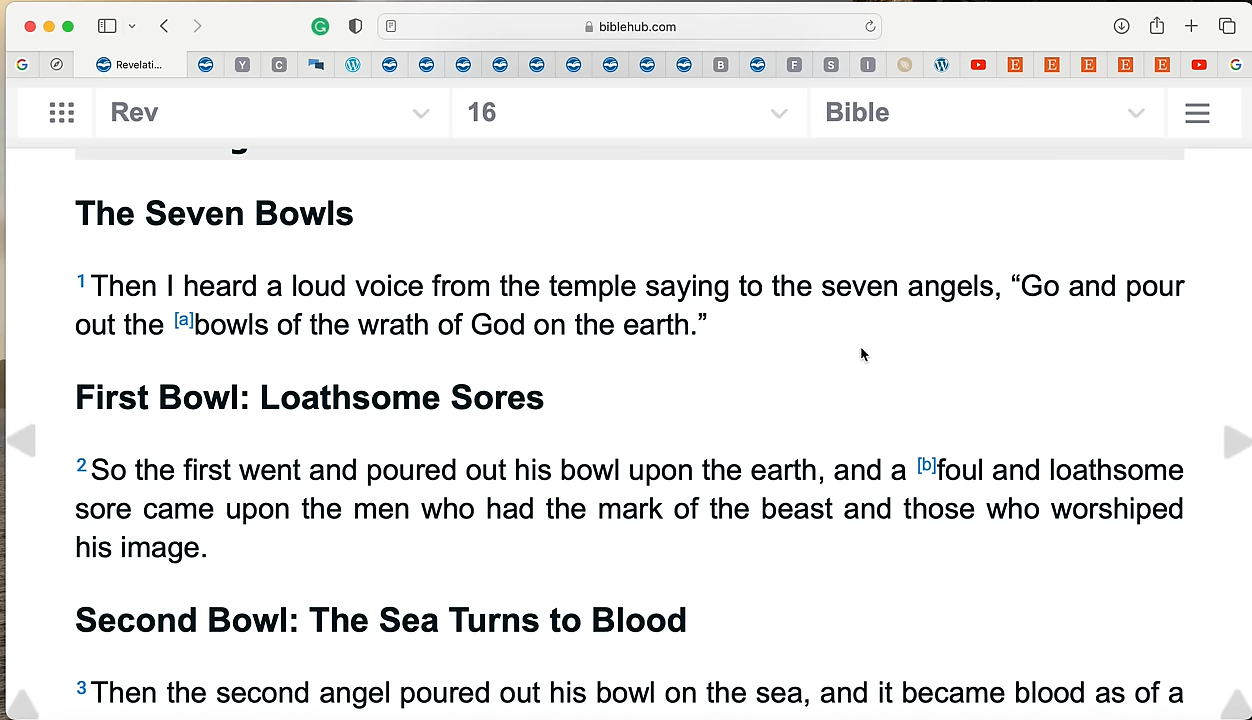 biblehub.com
Revelati...
Y
C
B
F
S
I
E
E
E
E
E
Rev
16
Bible
The Seven Bowls
1 Then I heard a loud voice from the temple saying to the seven angels, “Go and pour
out the [a]bowls of the wrath of God on the earth.”
First Bowl: Loathsome Sores
2 So the first went and poured out his bowl upon the earth, and a [b]foul and loathsome
sore came upon the men who had the mark of the beast and those who worshiped
his image.
Second Bowl: The Sea Turns to Blood
3 Then the second angel poured out his bowl on the sea, and it became blood as of a